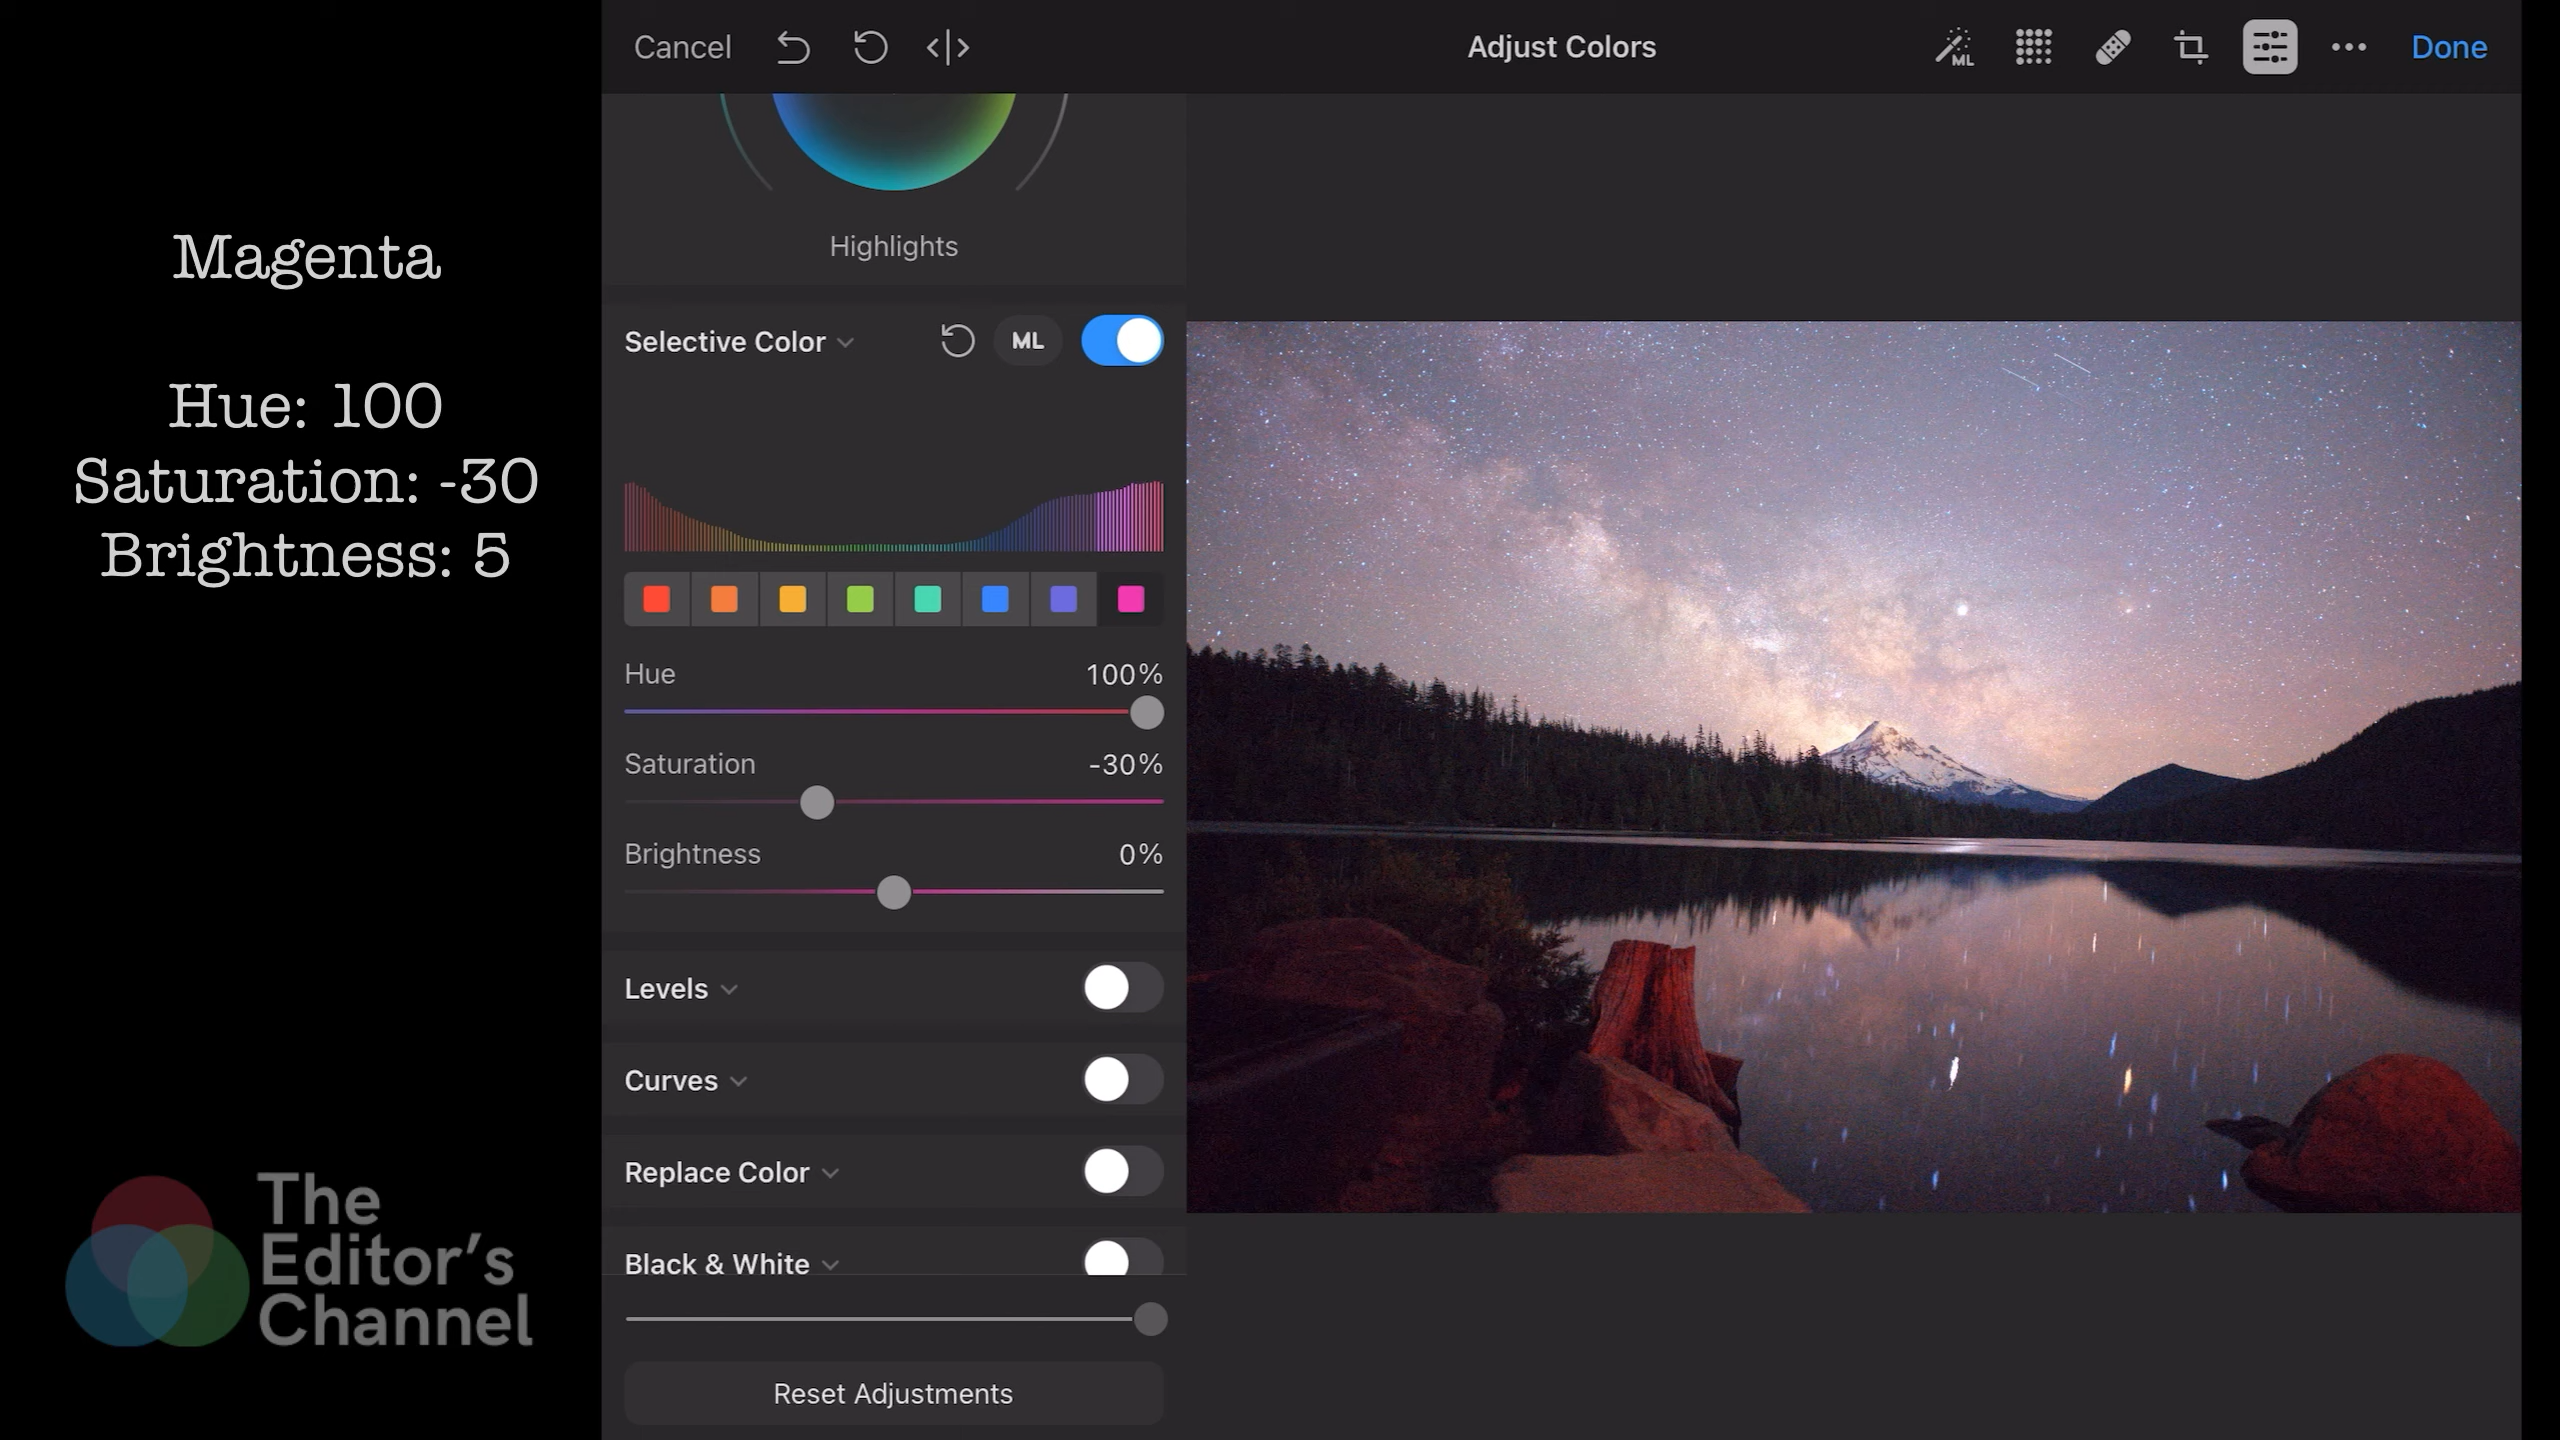 Magenta
Hue: 100
Saturation: -30
Brightness: 5
The
Editor's
Channel
Cancel
Adjust Colors
ML
Done
Highlights
Selective Color
ML
Hue
100%
Saturation
-30%
Brightness
0%
Levels
Curves
Replace Color
Black & White
Reset Adjustments